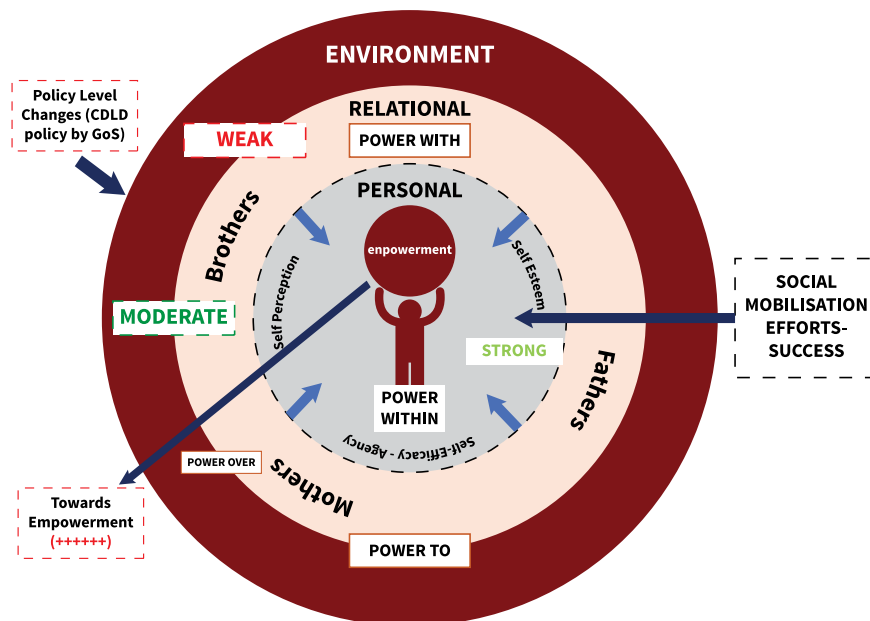 ENVIRONMENT
Policy Level
Changes (CDLD
policy by GoS)
RELATIONAL
WEAK
POWER WITH
PERSONAL
Brothers
enpowerment
Self Perception
Self Esteem
MODERATE
STRONG
SOCIAL
MOBILISATION
EFFORTS-
SUCCESS
Fathers
POWER
WITHIN
Self-Efficacy - Agency
POWER OVER
Mothers
Towards
Empowerment
(++++++)
POWER TO